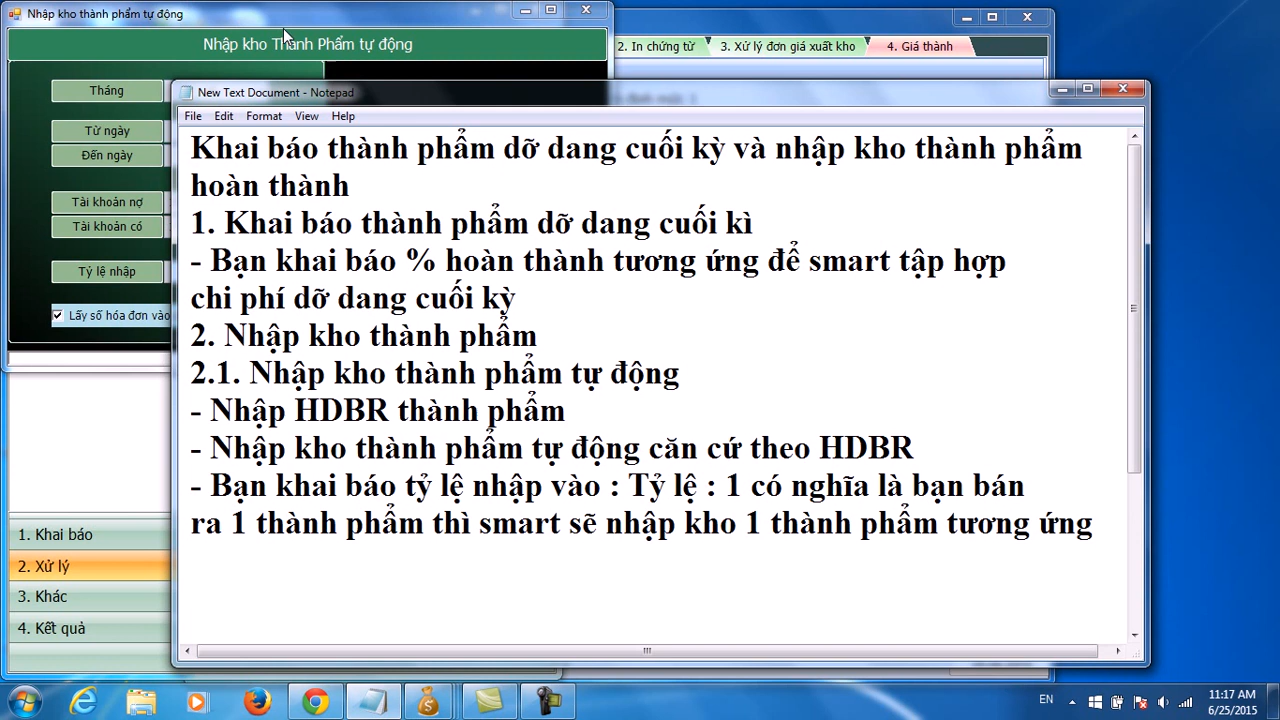 Nhập kho thành phẩm tự động
Nhập kho Thành Phẩm tự động
2. In chứng từ
3. Xử lý đơn giá xuất kho
4. Giá thành
Tháng
Từ ngày
Đến ngày
Tài khoản nợ
Tài khoản có
Tỷ lệ nhập
Lấy số hóa đơn vào
New Text Document - Notepad
File Edit Format View Help
Khai báo thành phẩm dỡ dang cuối kỳ và nhập kho thành phẩm
hoàn thành
1. Khai báo thành phẩm dỡ dang cuối kì
- Bạn khai báo % hoàn thành tương ứng để smart tập hợp
chi phí dỡ dang cuối kỳ
2. Nhập kho thành phẩm
2.1. Nhập kho thành phẩm tự động
- Nhập HDBR thành phẩm
- Nhập kho thành phẩm tự động căn cứ theo HDBR
- Bạn khai báo tỷ lệ nhập vào : Tỷ lệ : 1 có nghĩa là bạn bán
ra 1 thành phẩm thì smart sẽ nhập kho 1 thành phẩm tương ứng
1. Khai báo
2. Xử lý
3. Khác
4. Kết quả
EN
11:17 AM
6/25/2015